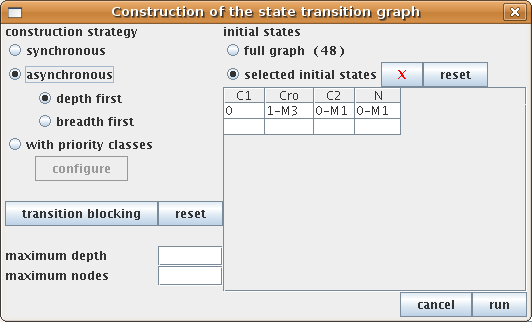 Construction of the state transition graph
construction strategy
synchronous
asynchronous
depth first
breadth first
with priority classes
configure
transition blocking reset
maximum depth
maximum nodes
initial states
full graph (48)
selected initial states X reset
C1 Cro C2 N
0 1-M3 0-M1 0-M1
cancel run